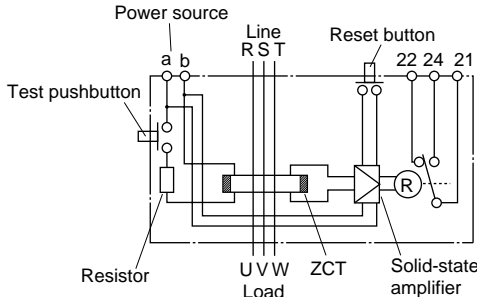 Power source
a b
Line
R S T
Reset button
22 24 21
Test pushbutton
R
Resistor
U V W
Load
ZCT
Solid-state
amplifier